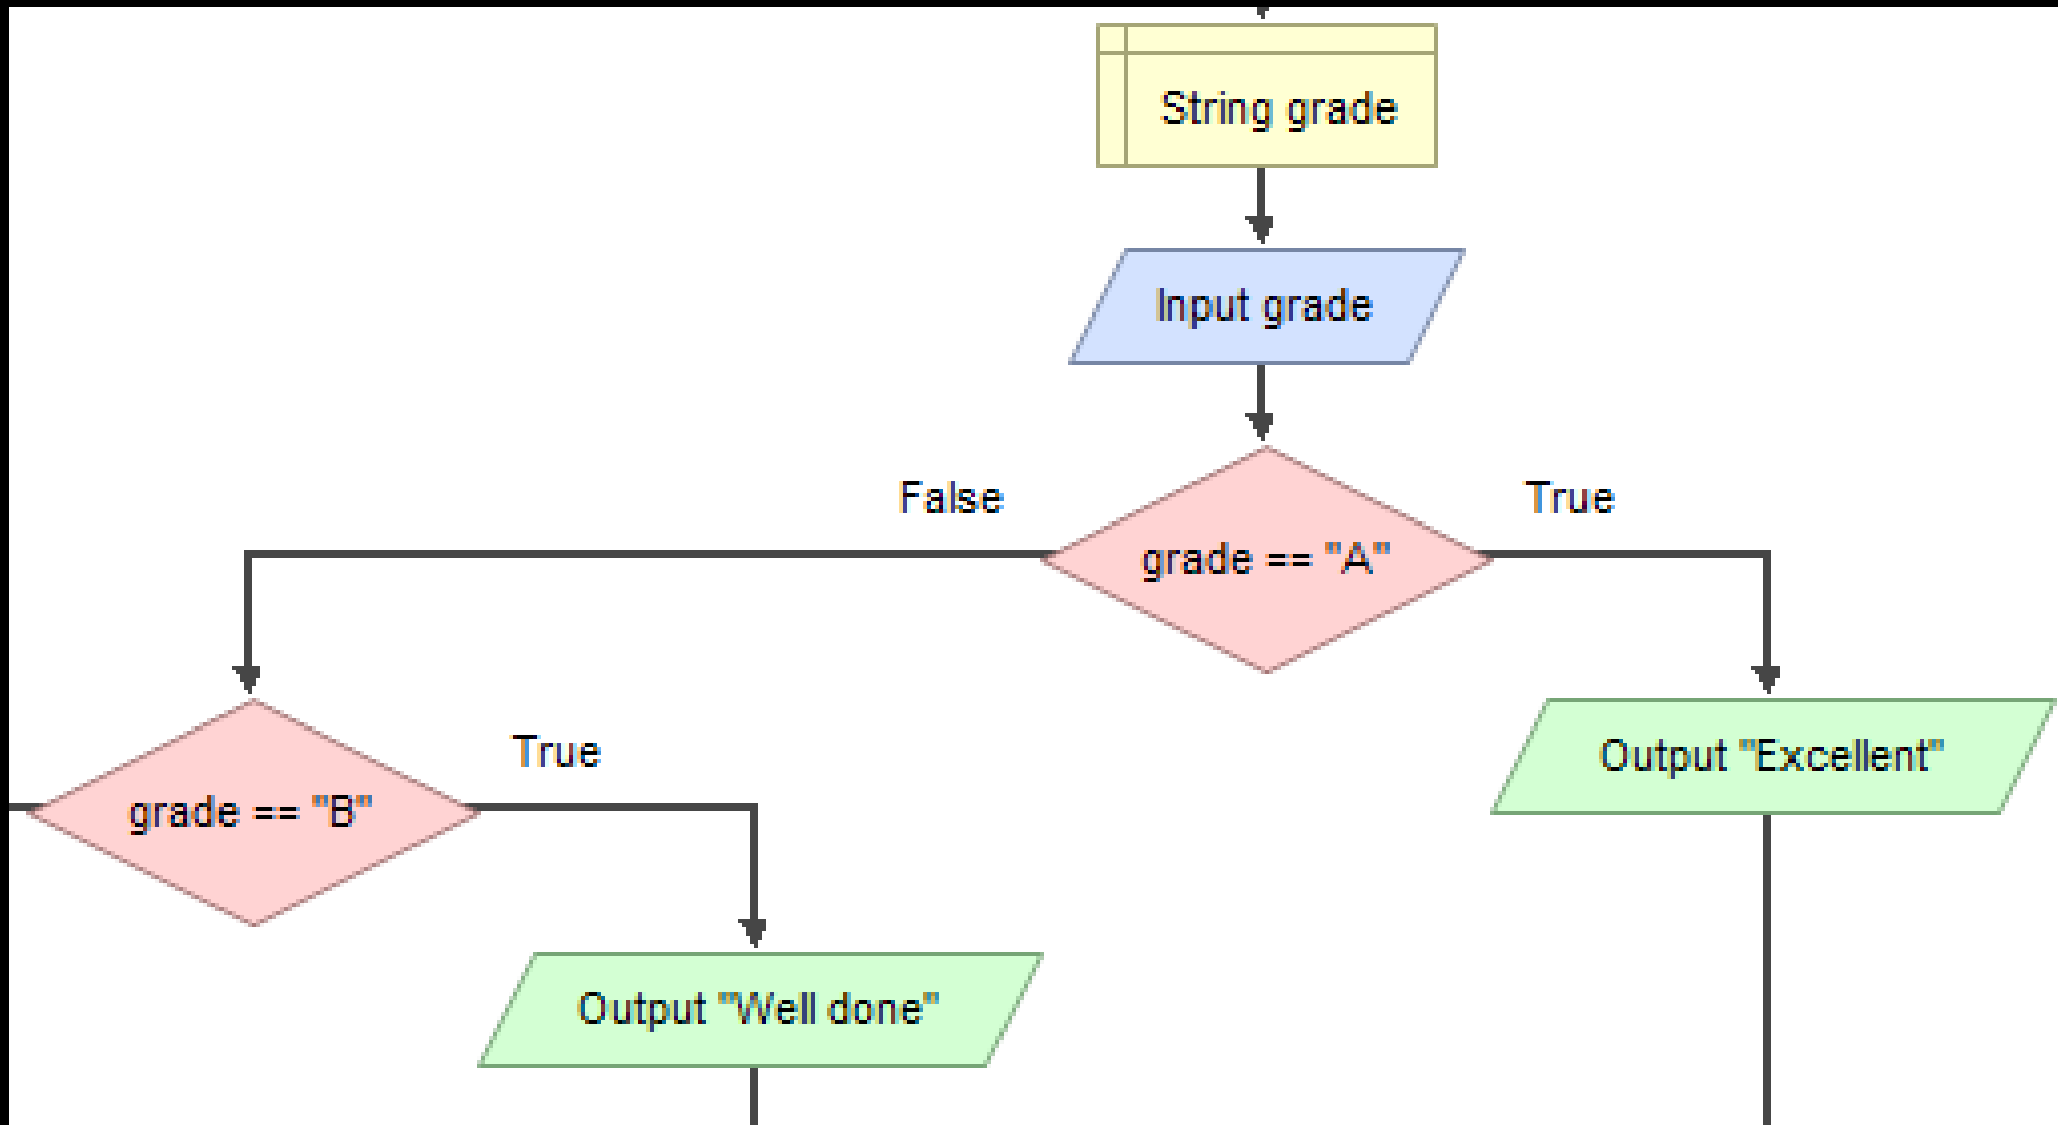 String grade
Input grade
False
True
grade == "A"
True
grade == "B"
Output "Excellent"
Output "Well done"